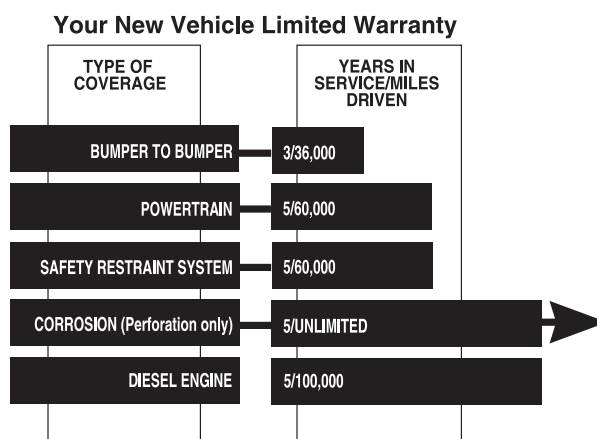 Your New Vehicle Limited Warranty
TYPE OF
COVERAGE
YEARS IN
SERVICE/MILES
DRIVEN
BUMPER TO BUMPER
3/36,000
POWERTRAIN
5/60,000
SAFETY RESTRAINT SYSTEM
5/60,000
CORROSION (Perforation only)
5/UNLIMITED
DIESEL ENGINE
5/100,000